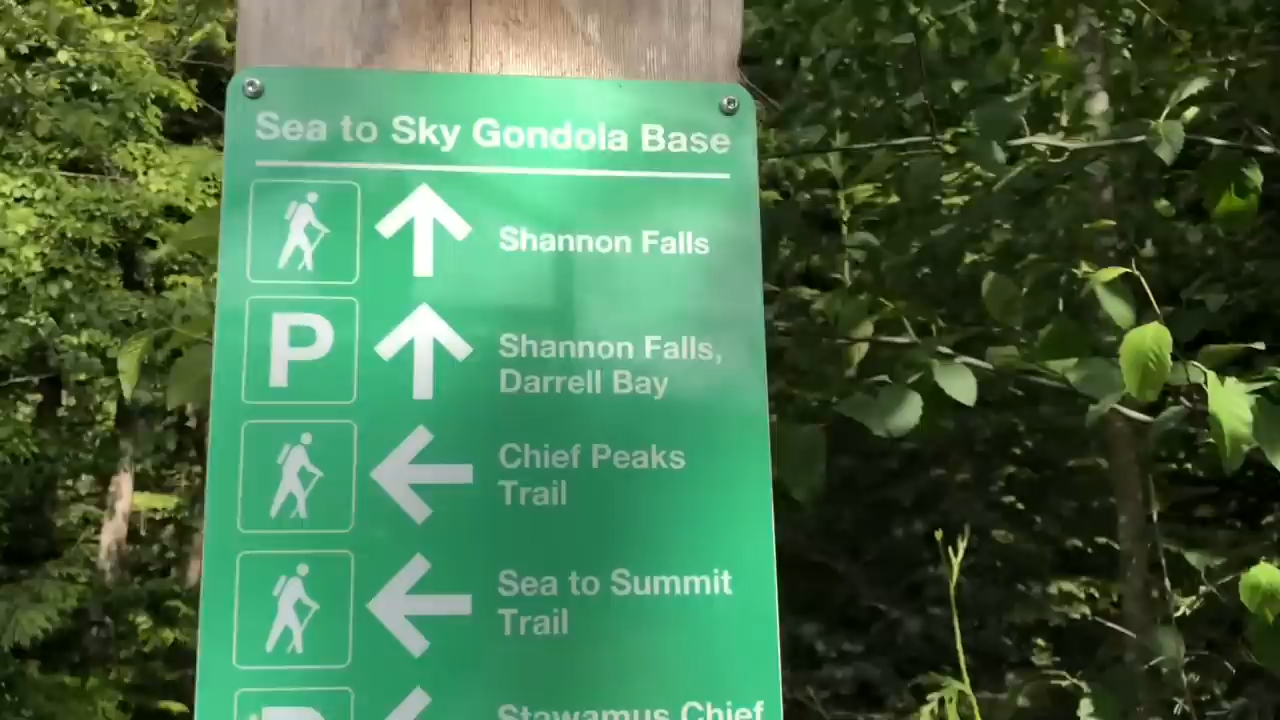 Sea to Sky Gondola Base
Shannon Falls
P
Shannon Falls,
Darrell Bay
Chief Peaks
Trail
Sea to Summit
Trail
Stawamus Chief